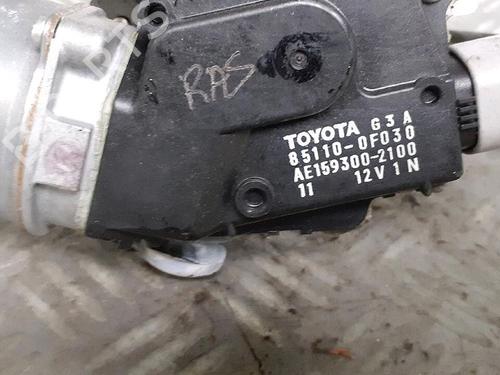 RAS
TOYOTA G3A
85110-0F030
AE159300-2100
11 12V 1N